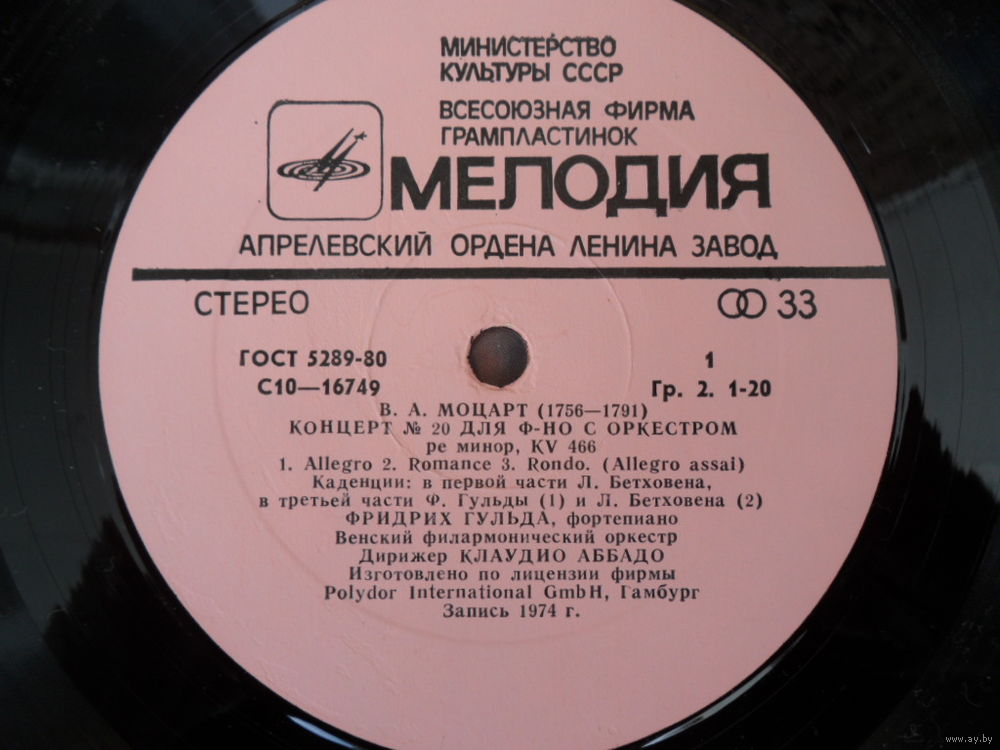 МИНИСТЕРСТВО
КУЛЬТУРЫ СССР
ВСЕСОЮЗНАЯ ФИРМА
ГРАМПЛАСТИНОК
МЕЛОДИЯ
АПРЕЛЕВСКИЙ ОРДЕНА ЛЕНИНА ЗАВОД
СТЕРЕО 33
ГОСТ 5289-80 1
С10—16749 Гр. 2. 1-20
В. А. МОЦАРТ (1756—1791)
КОНЦЕРТ № 20 ДЛЯ Ф-НО С ОРКЕСТРОМ
ре минор, KV 466
1. Allegro 2. Romance 3. Rondo. (Allegro assai)
Каденции: в первой части Л. Бетховена,
в третьей части Ф. Гульды (1) и Л. Бетховена (2)
ФРИДРИХ ГУЛЬДА, фортепиано
Венский филармонический оркестр
Дирижер КЛАУДИО АББАДО
Изготовлено по лицензии фирмы
Polydor International GmbH, Гамбург
Запись 1974 г.
www.ay.by